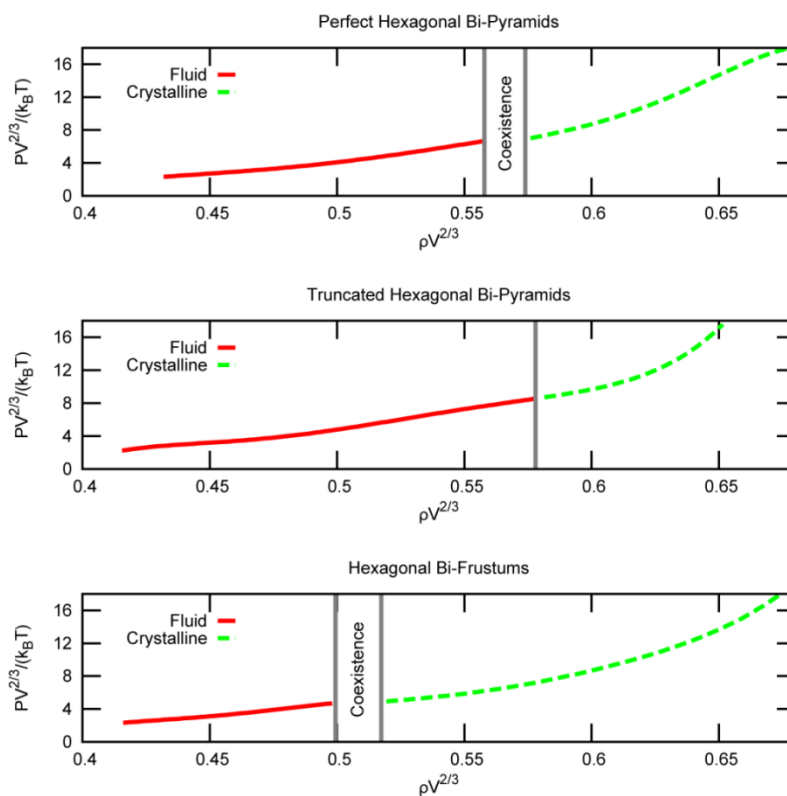 Perfect Hexagonal Bi-Pyramids
PV^{2/3}/(k_BT)
16
12
8
4
0
Fluid
Crystalline
Coexistence
0.4 0.45 0.5 0.55 0.6 0.65
ρV^{2/3}
Truncated Hexagonal Bi-Pyramids
PV^{2/3}/(k_BT)
16
12
8
4
0
Fluid
Crystalline
0.4 0.45 0.5 0.55 0.6 0.65
ρV^{2/3}
Hexagonal Bi-Frustums
PV^{2/3}/(k_BT)
16
12
8
4
0
Fluid
Crystalline
Coexistence
0.4 0.45 0.5 0.55 0.6 0.65
ρV^{2/3}